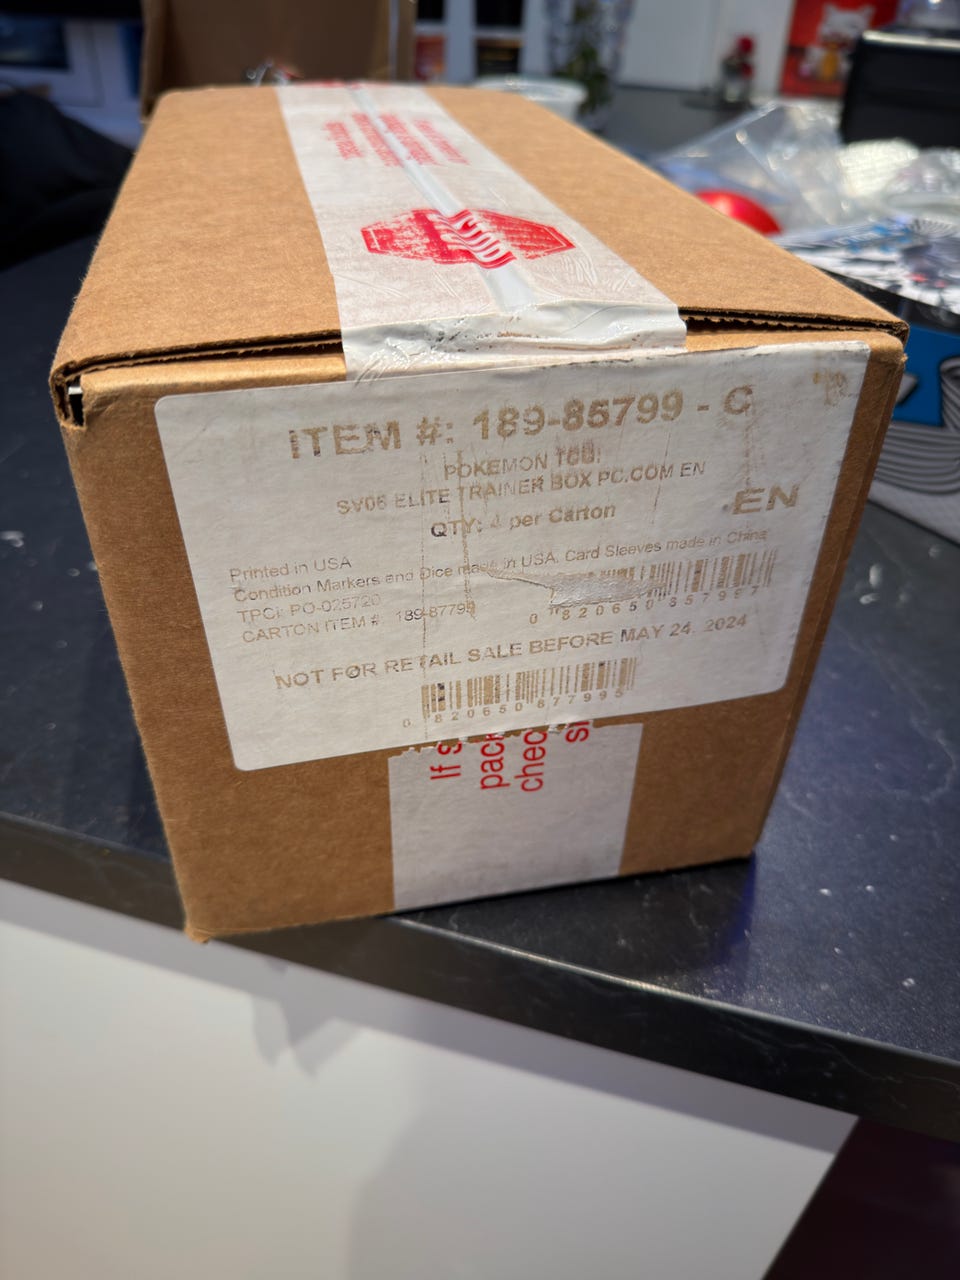 STOP!
ITEM #: 189-85799 - C
POKEMON TCG:
SV06 ELITE TRAINER BOX PC.COM EN
QTY: 4 per Carton
EN
Printed in USA
Condition Markers and Dice made in USA. Card Sleeves made in China
TPCi PO-025720
CARTON ITEM #: 189-87799
0 820650 857997
NOT FOR RETAIL SALE BEFORE MAY 24, 2024
0 820650 877995
If s
pack
chec
si